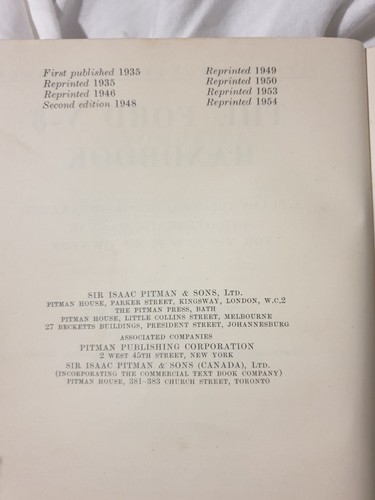 First published 1935
Reprinted 1935
Reprinted 1946
Second edition 1948
Reprinted 1949
Reprinted 1950
Reprinted 1953
Reprinted 1954
SIR ISAAC PITMAN & SONS, LTD.
PITMAN HOUSE, PARKER STREET, KINGSWAY, LONDON, W.C.2
THE PITMAN PRESS, BATH
PITMAN HOUSE, LITTLE COLLINS STREET, MELBOURNE
27 BECKETTS BUILDINGS, PRESIDENT STREET, JOHANNESBURG
ASSOCIATED COMPANIES
PITMAN PUBLISHING CORPORATION
2 WEST 45TH STREET, NEW YORK
SIR ISAAC PITMAN & SONS (CANADA), LTD.
(INCORPORATING THE COMMERCIAL TEXT BOOK COMPANY)
PITMAN HOUSE, 381–383 CHURCH STREET, TORONTO